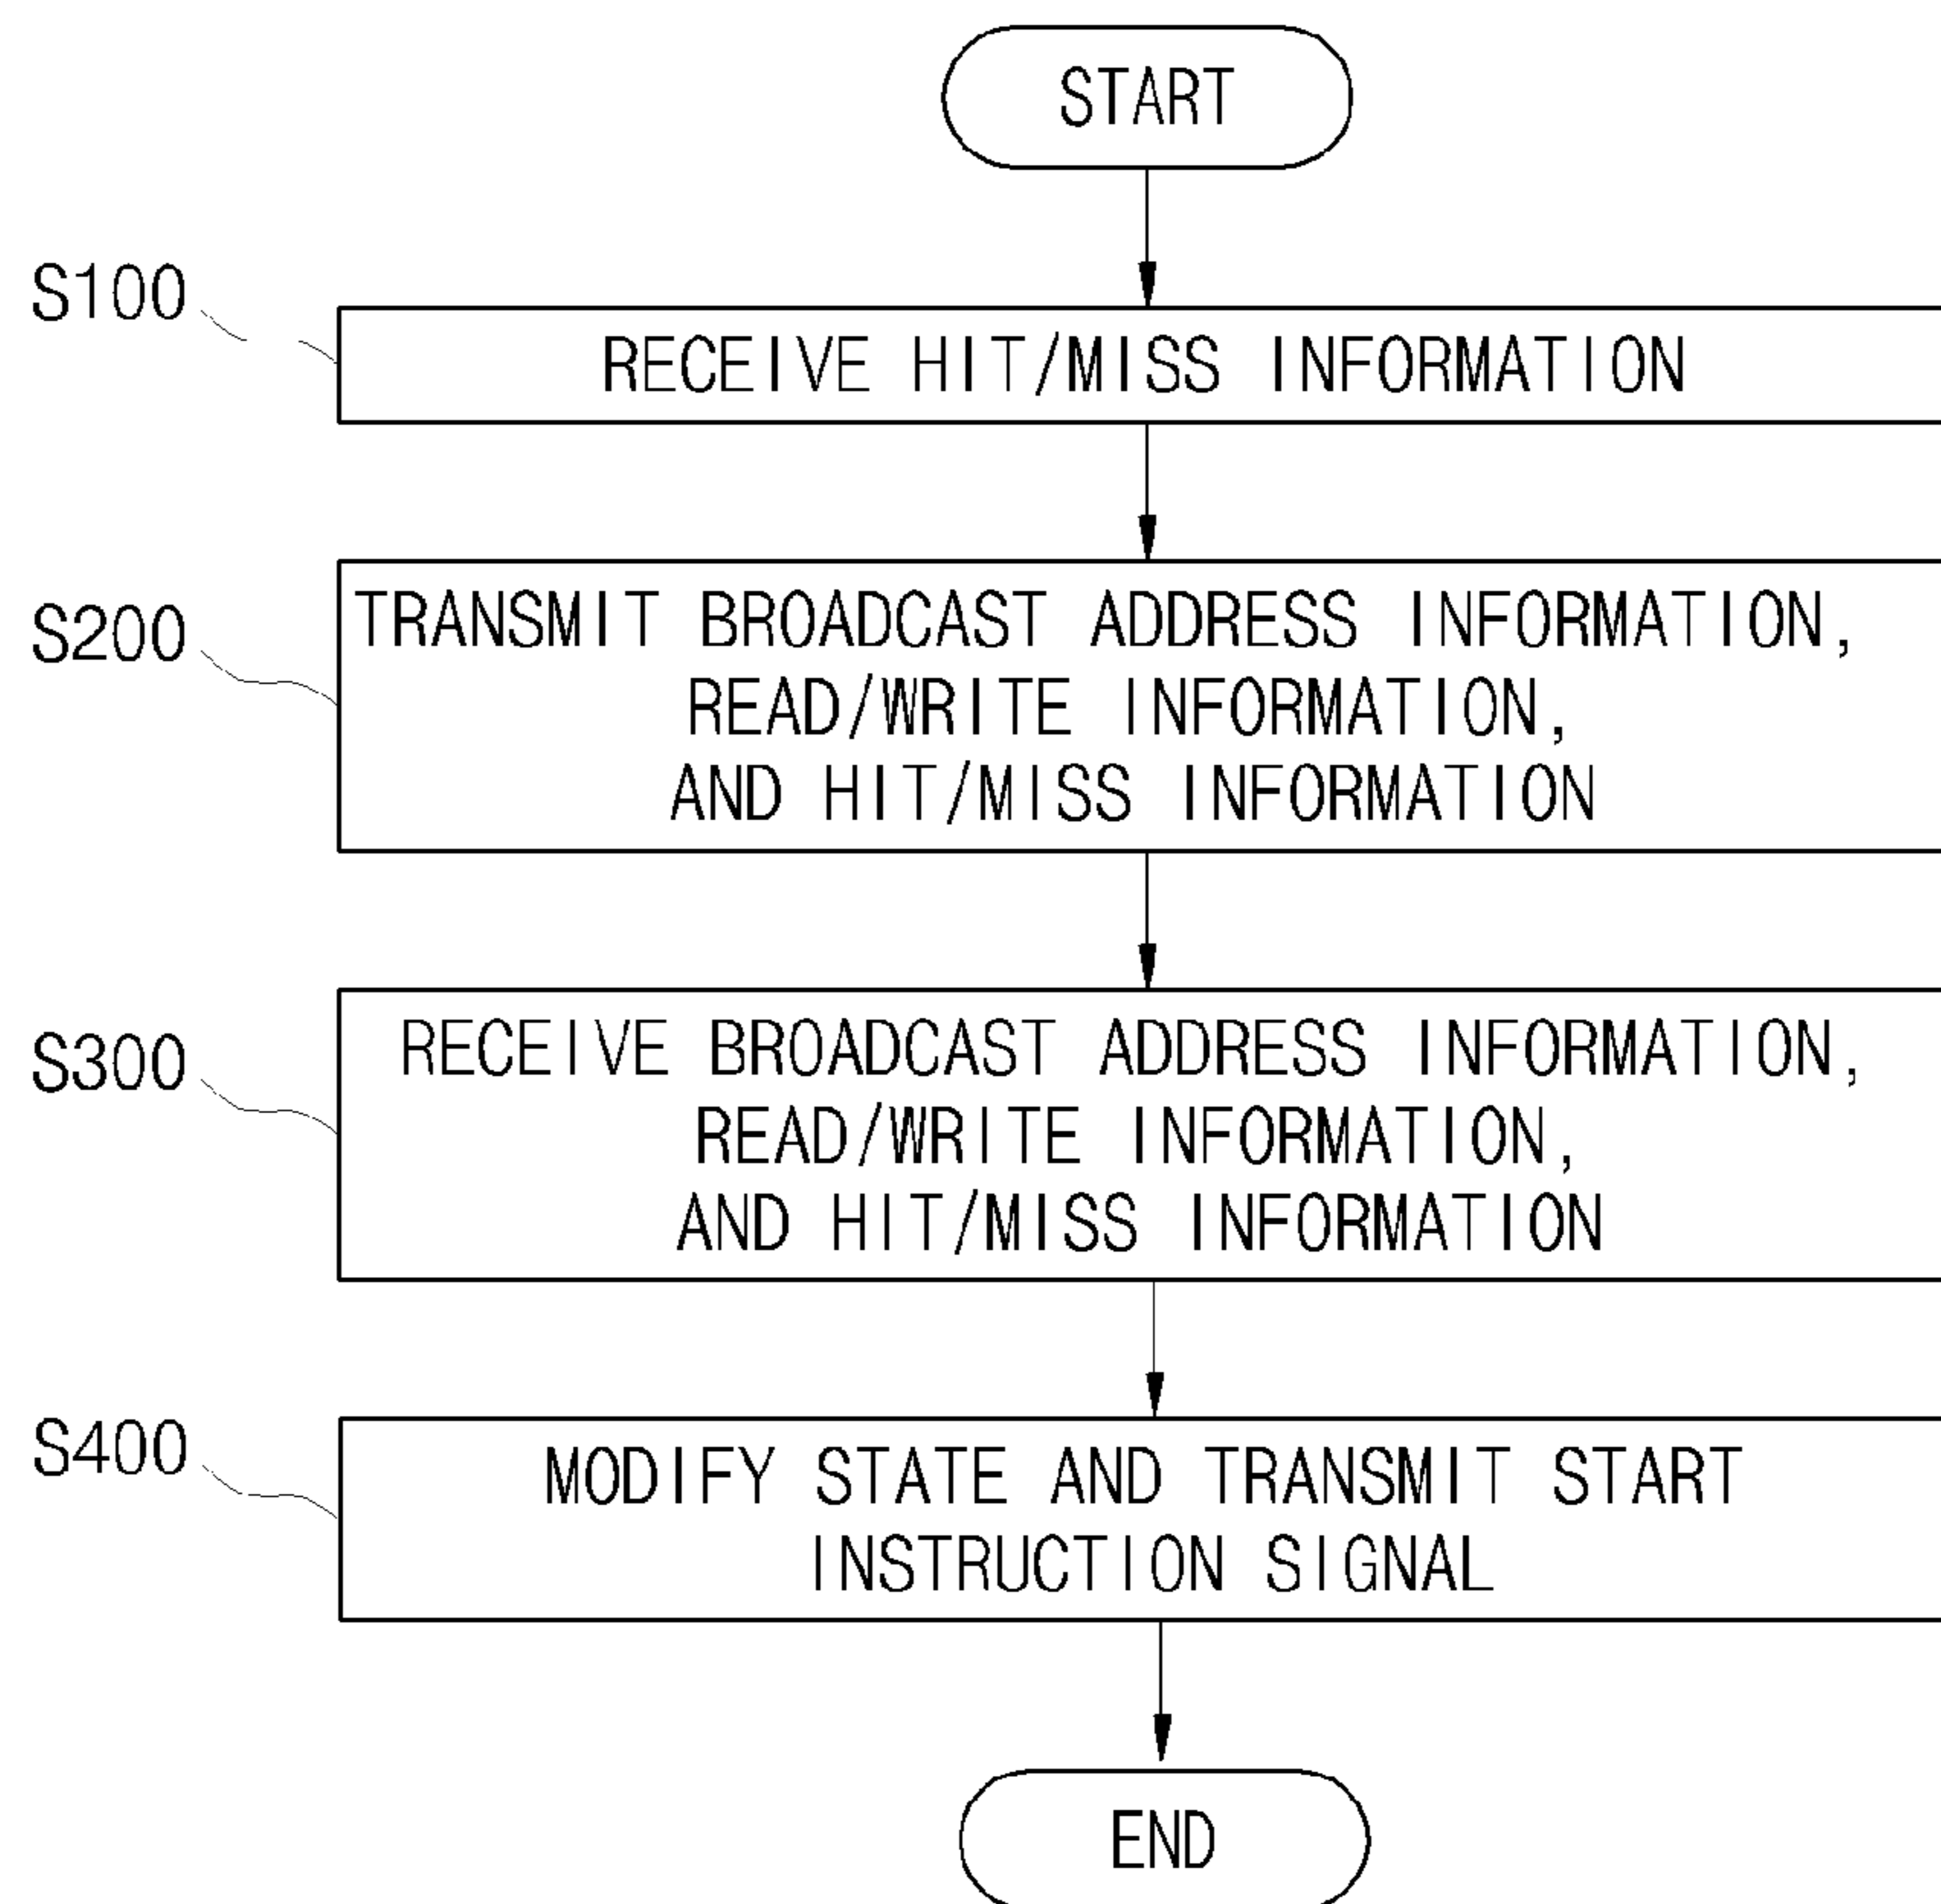 START
S100
RECEIVE HIT/MISS INFORMATION
S200
TRANSMIT BROADCAST ADDRESS INFORMATION,
READ/WRITE INFORMATION,
AND HIT/MISS INFORMATION
S300
RECEIVE BROADCAST ADDRESS INFORMATION,
READ/WRITE INFORMATION,
AND HIT/MISS INFORMATION
S400
MODIFY STATE AND TRANSMIT START
INSTRUCTION SIGNAL
END